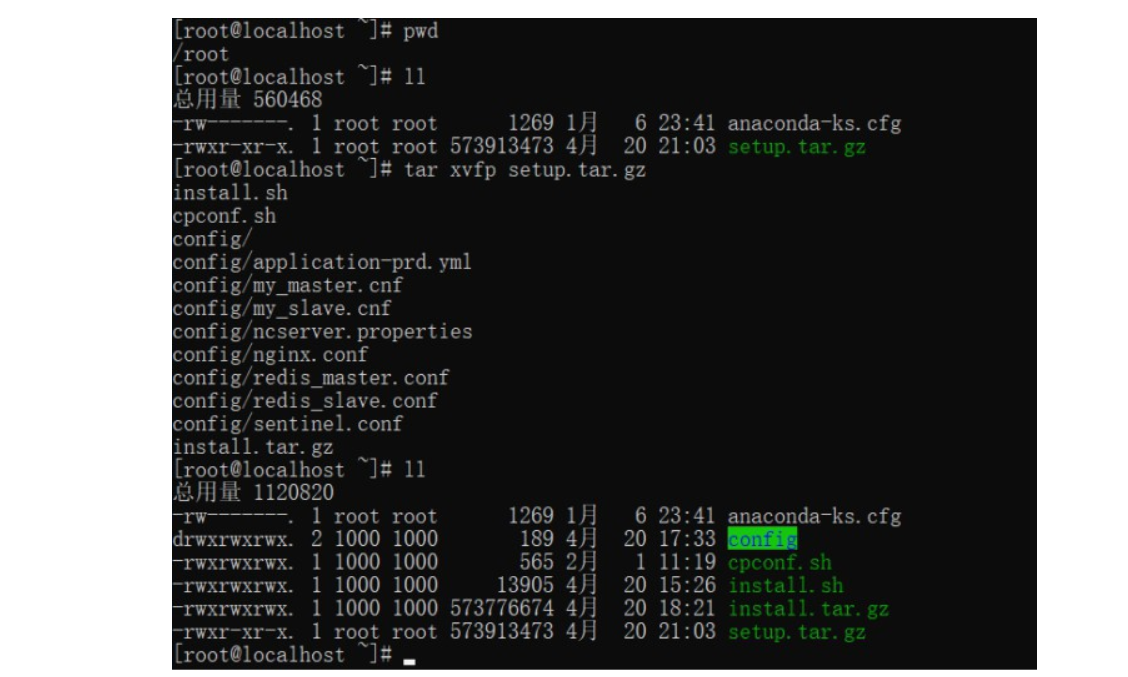 [root@localhost ~]# pwd
/root
[root@localhost ~]# ll
总用量 560468
-rw-------. 1 root root 1269 1月 6 23:41 anaconda-ks.cfg
-rwxr-xr-x. 1 root root 573913473 4月 20 21:03 setup.tar.gz
[root@localhost ~]# tar xvfp setup.tar.gz
install.sh
cpconf.sh
config/
config/application-prd.yml
config/my_master.cnf
config/my_slave.cnf
config/ncserver.properties
config/nginx.conf
config/redis_master.conf
config/redis_slave.conf
config/sentinel.conf
install.tar.gz
[root@localhost ~]# ll
总用量 1120820
-rw-------. 1 root root 1269 1月 6 23:41 anaconda-ks.cfg
drwxrwxrwx. 2 1000 1000 189 4月 20 17:33 config
-rwxrwxrwx. 1 1000 1000 565 2月 1 11:19 cpconf.sh
-rwxrwxrwx. 1 1000 1000 13905 4月 20 15:26 install.sh
-rwxrwxrwx. 1 1000 1000 573776674 4月 20 18:21 install.tar.gz
-rwxr-xr-x. 1 root root 573913473 4月 20 21:03 setup.tar.gz
[root@localhost ~]#